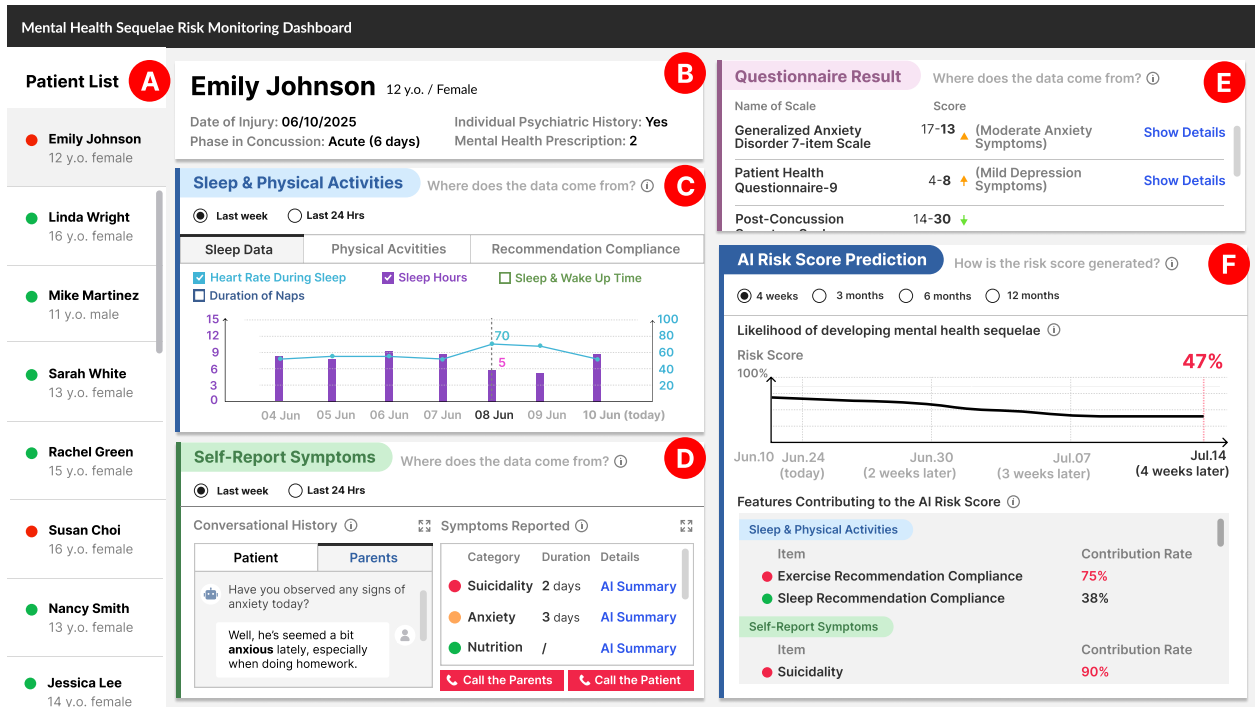 Mental Health Sequelae Risk Monitoring Dashboard
Patient List
A
Emily Johnson
12 y.o. female
Linda Wright
16 y.o. female
Mike Martinez
11 y.o. male
Sarah White
13 y.o. female
Rachel Green
15 y.o. female
Susan Choi
16 y.o. female
Nancy Smith
13 y.o. female
Jessica Lee
14 y.o. female
Emily Johnson 12 y.o. / Female
B
Date of Injury: 06/10/2025 Individual Psychiatric History: Yes
Phase in Concussion: Acute (6 days) Mental Health Prescription: 2
Sleep & Physical Activities Where does the data come from?
C
Last week Last 24 Hrs
Sleep Data Physical Acvitities Recommendation Compliance
Heart Rate During Sleep Sleep Hours Sleep & Wake Up Time
Duration of Naps
15 100
12 70 80
9 60
6 5 40
3 20
0
04 Jun 05 Jun 06 Jun 07 Jun 08 Jun 09 Jun 10 Jun (today)
Self-Report Symptoms Where does the data come from?
D
Last week Last 24 Hrs
Conversational History
Patient Parents
Have you observed any signs of
anxiety today?
Well, he's seemed a bit
anxious lately, especially
when doing homework.
Symptoms Reported
Category Duration Details
Suicidality 2 days AI Summary
Anxiety 3 days AI Summary
Nutrition / AI Summary
Call the Parents Call the Patient
Questionnaire Result Where does the data come from?
E
Name of Scale Score
Generalized Anxiety
Disorder 7-item Scale
17-13 (Moderate Anxiety
Symptoms)
Show Details
Patient Health
Questionnaire-9
4-8 (Mild Depression
Symptoms)
Show Details
Post-Concussion 14-30
AI Risk Score Prediction How is the risk score generated?
F
4 weeks 3 months 6 months 12 months
Likelihood of developing mental health sequelae
Risk Score
100%
47%
Jun.10 Jun.24 Jun.30 Jul.07 Jul.14
(today) (2 weeks later) (3 weeks later) (4 weeks later)
Features Contributing to the AI Risk Score
Sleep & Physical Activities
Item Contribution Rate
Exercise Recommendation Compliance 75%
Sleep Recommendation Compliance 38%
Self-Report Symptoms
Item Contribution Rate
Suicidality 90%